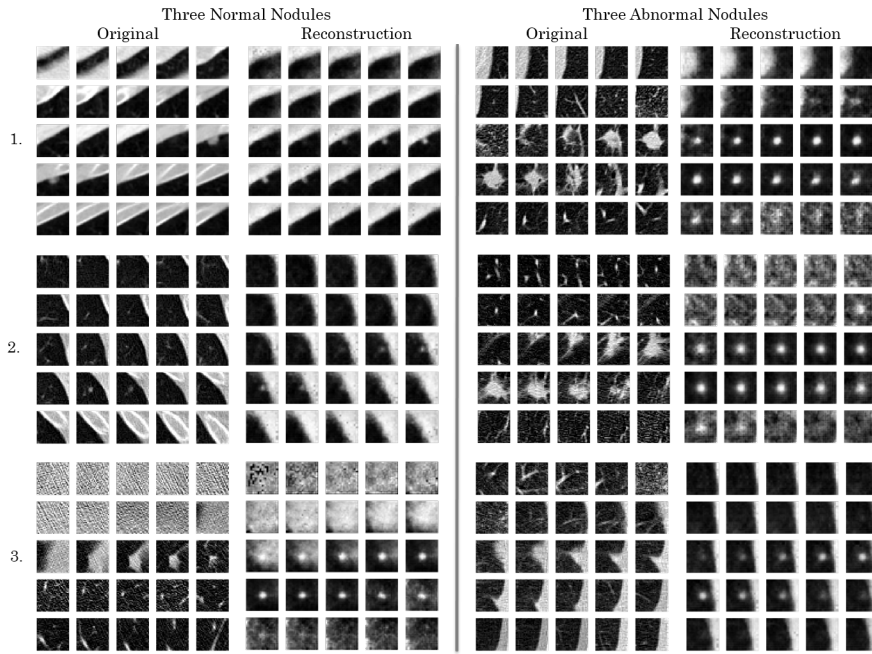 Three Normal Nodules
Three Abnormal Nodules
Original
Reconstruction
Original
Reconstruction
1.
2.
3.